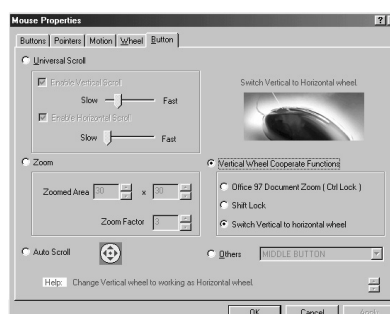 Mouse Properties
?
Buttons Pointers Motion Wheel Button
Universal Scroll
Enable Vertical Scroll
Slow Fast
Enable Horizontal Scroll
Slow Fast
Switch Vertical to Horizontal wheel.
Zoom
Zoomed Area 30 x 30
Zoom Factor 3
Vertical Wheel Cooperate Functions
Office 97 Document Zoom ( Ctrl Lock )
Shift Lock
Switch Vertical to horizontal wheel
Auto Scroll
Others MIDDLE BUTTON
Help: Change Vertical wheel to working as Horizontal wheel.
OK Cancel Apply